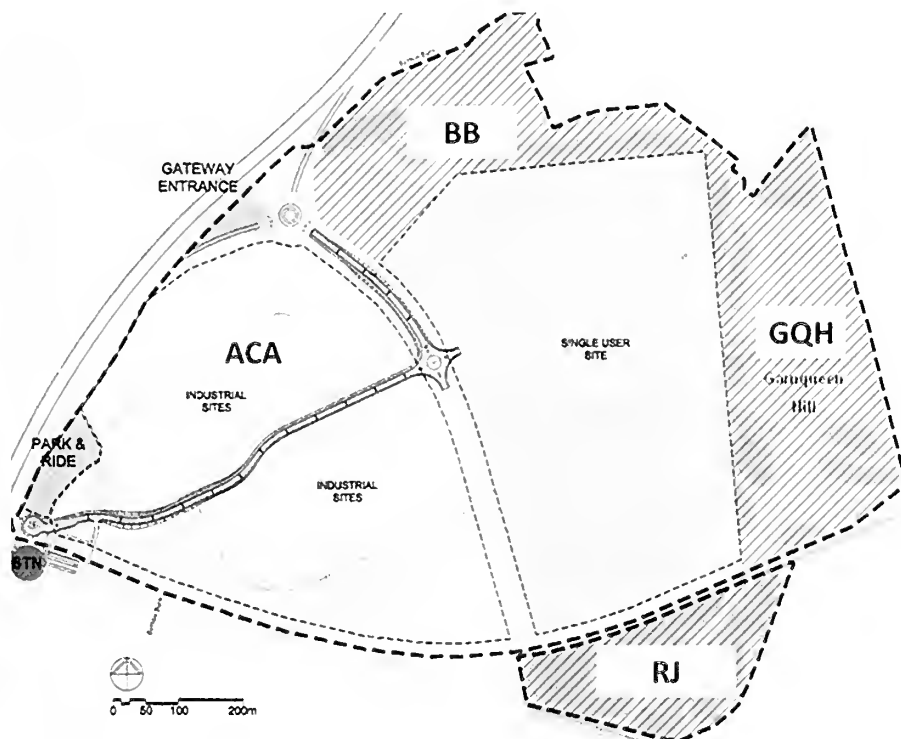 BB
GATEWAY
ENTRANCE
ACA
INDUSTRIAL
SITES
SINGLE USER
SITE
GQH
Garnqueen
Hill
PARK &
RIDE
INDUSTRIAL
SITES
STN
RJ
0 50 100 200m